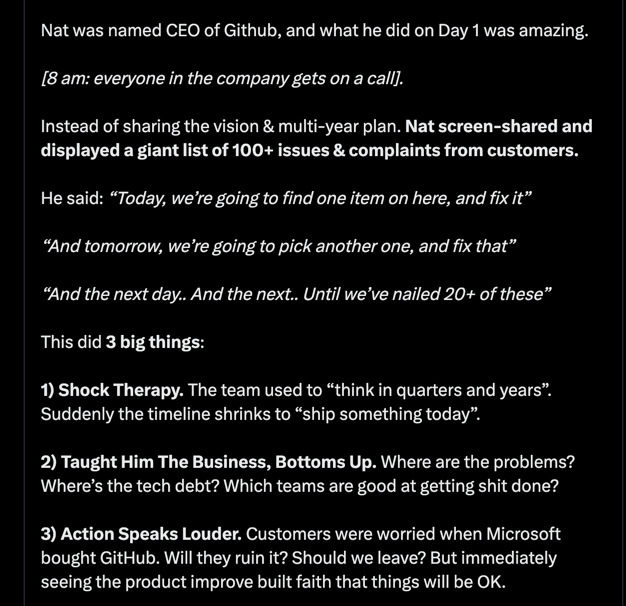 Nat was named CEO of Github, and what he did on Day 1 was amazing.
[8 am: everyone in the company gets on a call].
Instead of sharing the vision & multi-year plan. Nat screen-shared and
displayed a giant list of 100+ issues & complaints from customers.
He said: “Today, we’re going to find one item on here, and fix it”
“And tomorrow, we’re going to pick another one, and fix that”
“And the next day.. And the next.. Until we’ve nailed 20+ of these”
This did 3 big things:
1) Shock Therapy. The team used to “think in quarters and years”.
Suddenly the timeline shrinks to “ship something today”.
2) Taught Him The Business, Bottoms Up. Where are the problems?
Where’s the tech debt? Which teams are good at getting shit done?
3) Action Speaks Louder. Customers were worried when Microsoft
bought GitHub. Will they ruin it? Should we leave? But immediately
seeing the product improve built faith that things will be OK.